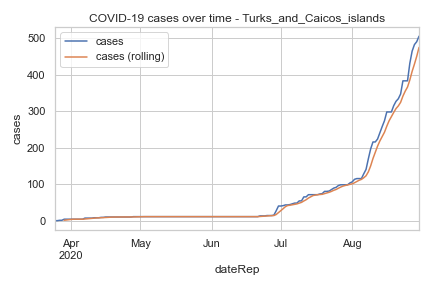 COVID-19 cases over time - Turks_and_Caicos_islands
cases
cases (rolling)
500
400
300
200
100
0
cases
Apr May Jun Jul Aug
2020
dateRep